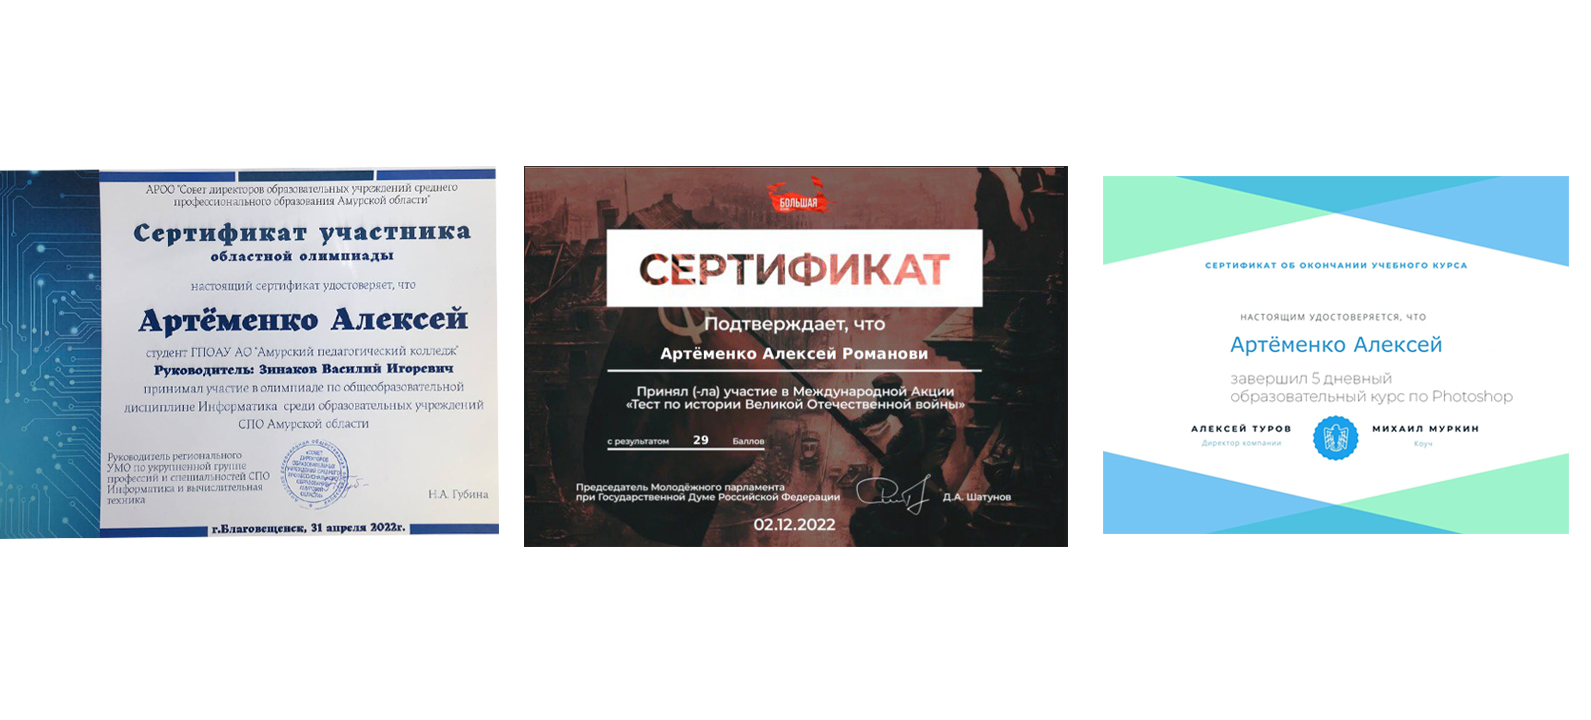 АРОО "Совет директоров образовательных учреждений среднего
профессионального образования Амурской области"
Сертификат участника
областной олимпиады
настоящий сертификат удостоверяет, что
Артёменко Алексей
студент ГПОАУ АО "Амурский педагогический колледж"
Руководитель: Зинаков Василий Игоревич
принимал участие в олимпиаде по общеобразовательной
дисциплине Информатика среди образовательных учреждений
СПО Амурской области
Руководитель регионального
УМО по укрупненной группе
профессий и специальностей СПО
Информатика и вычислительная
техника
Н.А. Губина
г.Благовещенск, 31 апреля 2022г.
БОЛЬШАЯ
СЕРТИФИКАТ
Подтверждает, что
Артёменко Алексей Романови
Принял (-ла) участие в Международной Акции
«Тест по истории Великой Отечественной войны»
с результатом 29 Баллов
Председатель Молодёжного парламента
при Государственной Думе Российской Федерации
Д.А. Шатунов
02.12.2022
СЕРТИФИКАТ ОБ ОКОНЧАНИИ УЧЕБНОГО КУРСА
НАСТОЯЩИМ УДОСТОВЕРЯЕТСЯ, ЧТО
Артёменко Алексей
завершил 5 дневный
образовательный курс по Photoshop
АЛЕКСЕЙ ТУРОВ
Директор компании
МИХАИЛ МУРКИН
Коуч